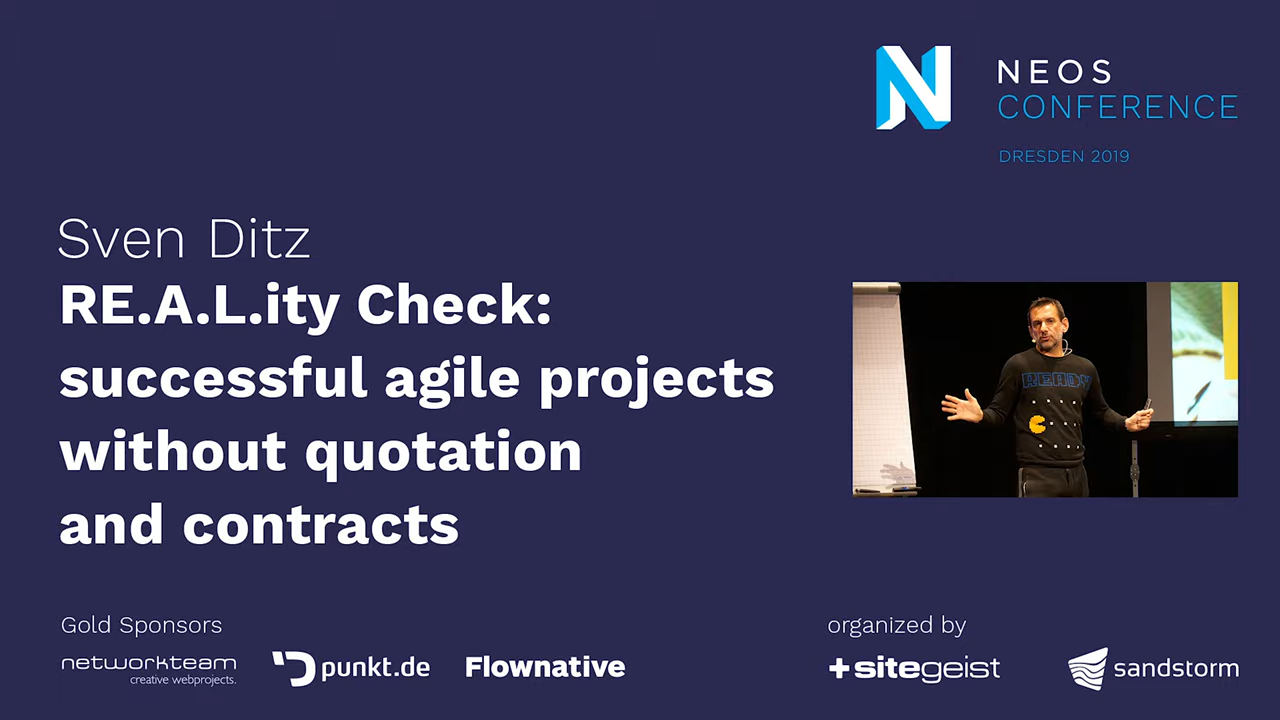 NEOS
CONFERENCE
DRESDEN 2019
Sven Ditz
RE.A.L.ity Check:
successful agile projects
without quotation
and contracts
READY
Gold Sponsors
networkteam
creative webprojects.
punkt.de
Flownative
organized by
+sitegeist
sandstorm